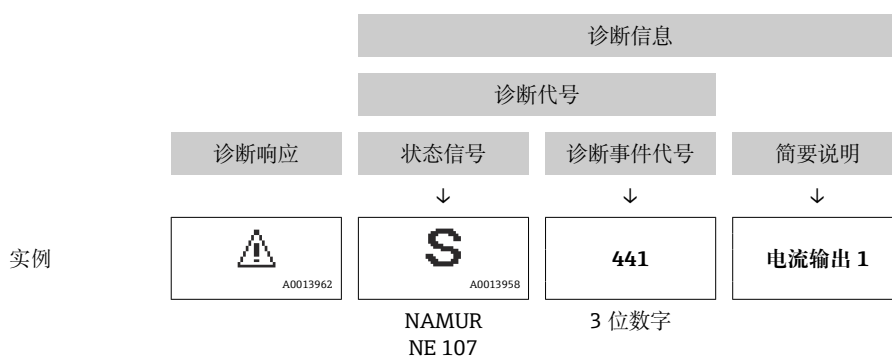 诊断信息
诊断代号
诊断响应 状态信号 诊断事件代号 简要说明
↓ ↓ ↓
实例 ⚠ S 441 电流输出 1
A0013962 A0013958
NAMUR 3 位数字
NE 107